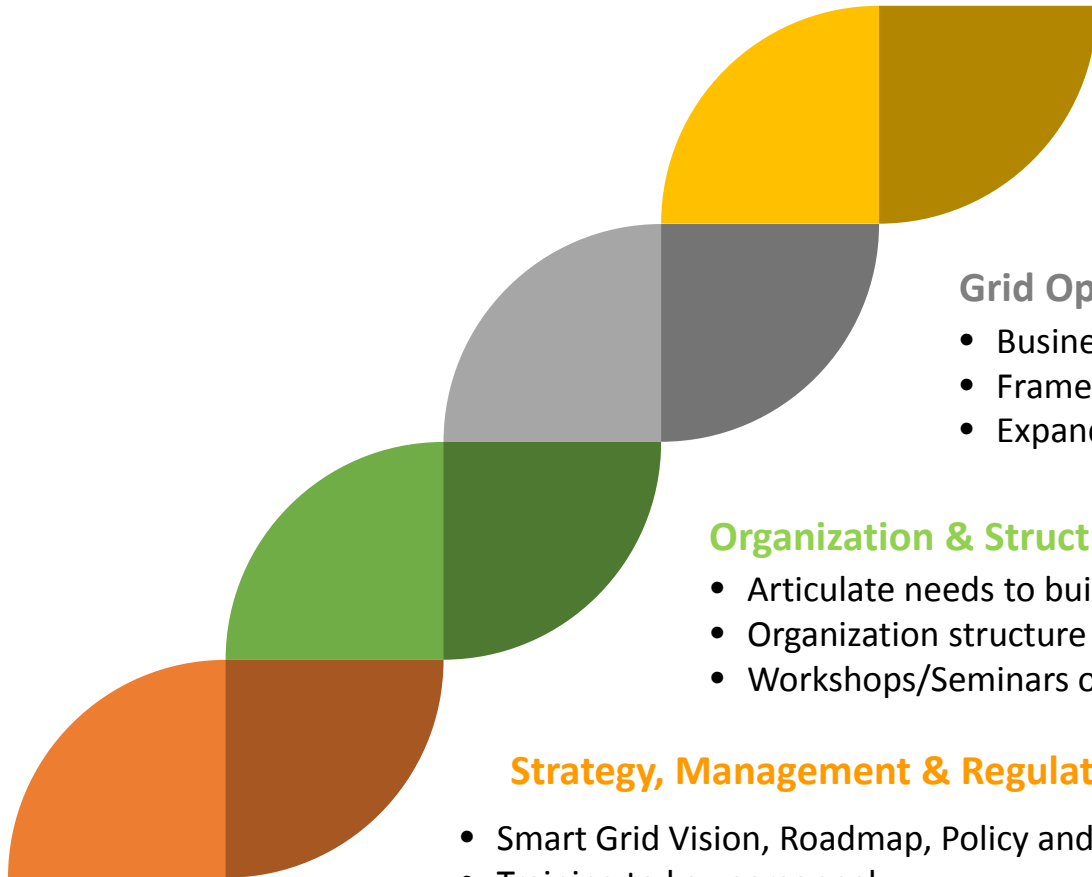 Grid Op
• Busine
• Frame
• Expand
Organization & Struct
• Articulate needs to bui
• Organization structure
• Workshops/Seminars o
Strategy, Management & Regulat
• Smart Grid Vision, Roadmap, Policy and